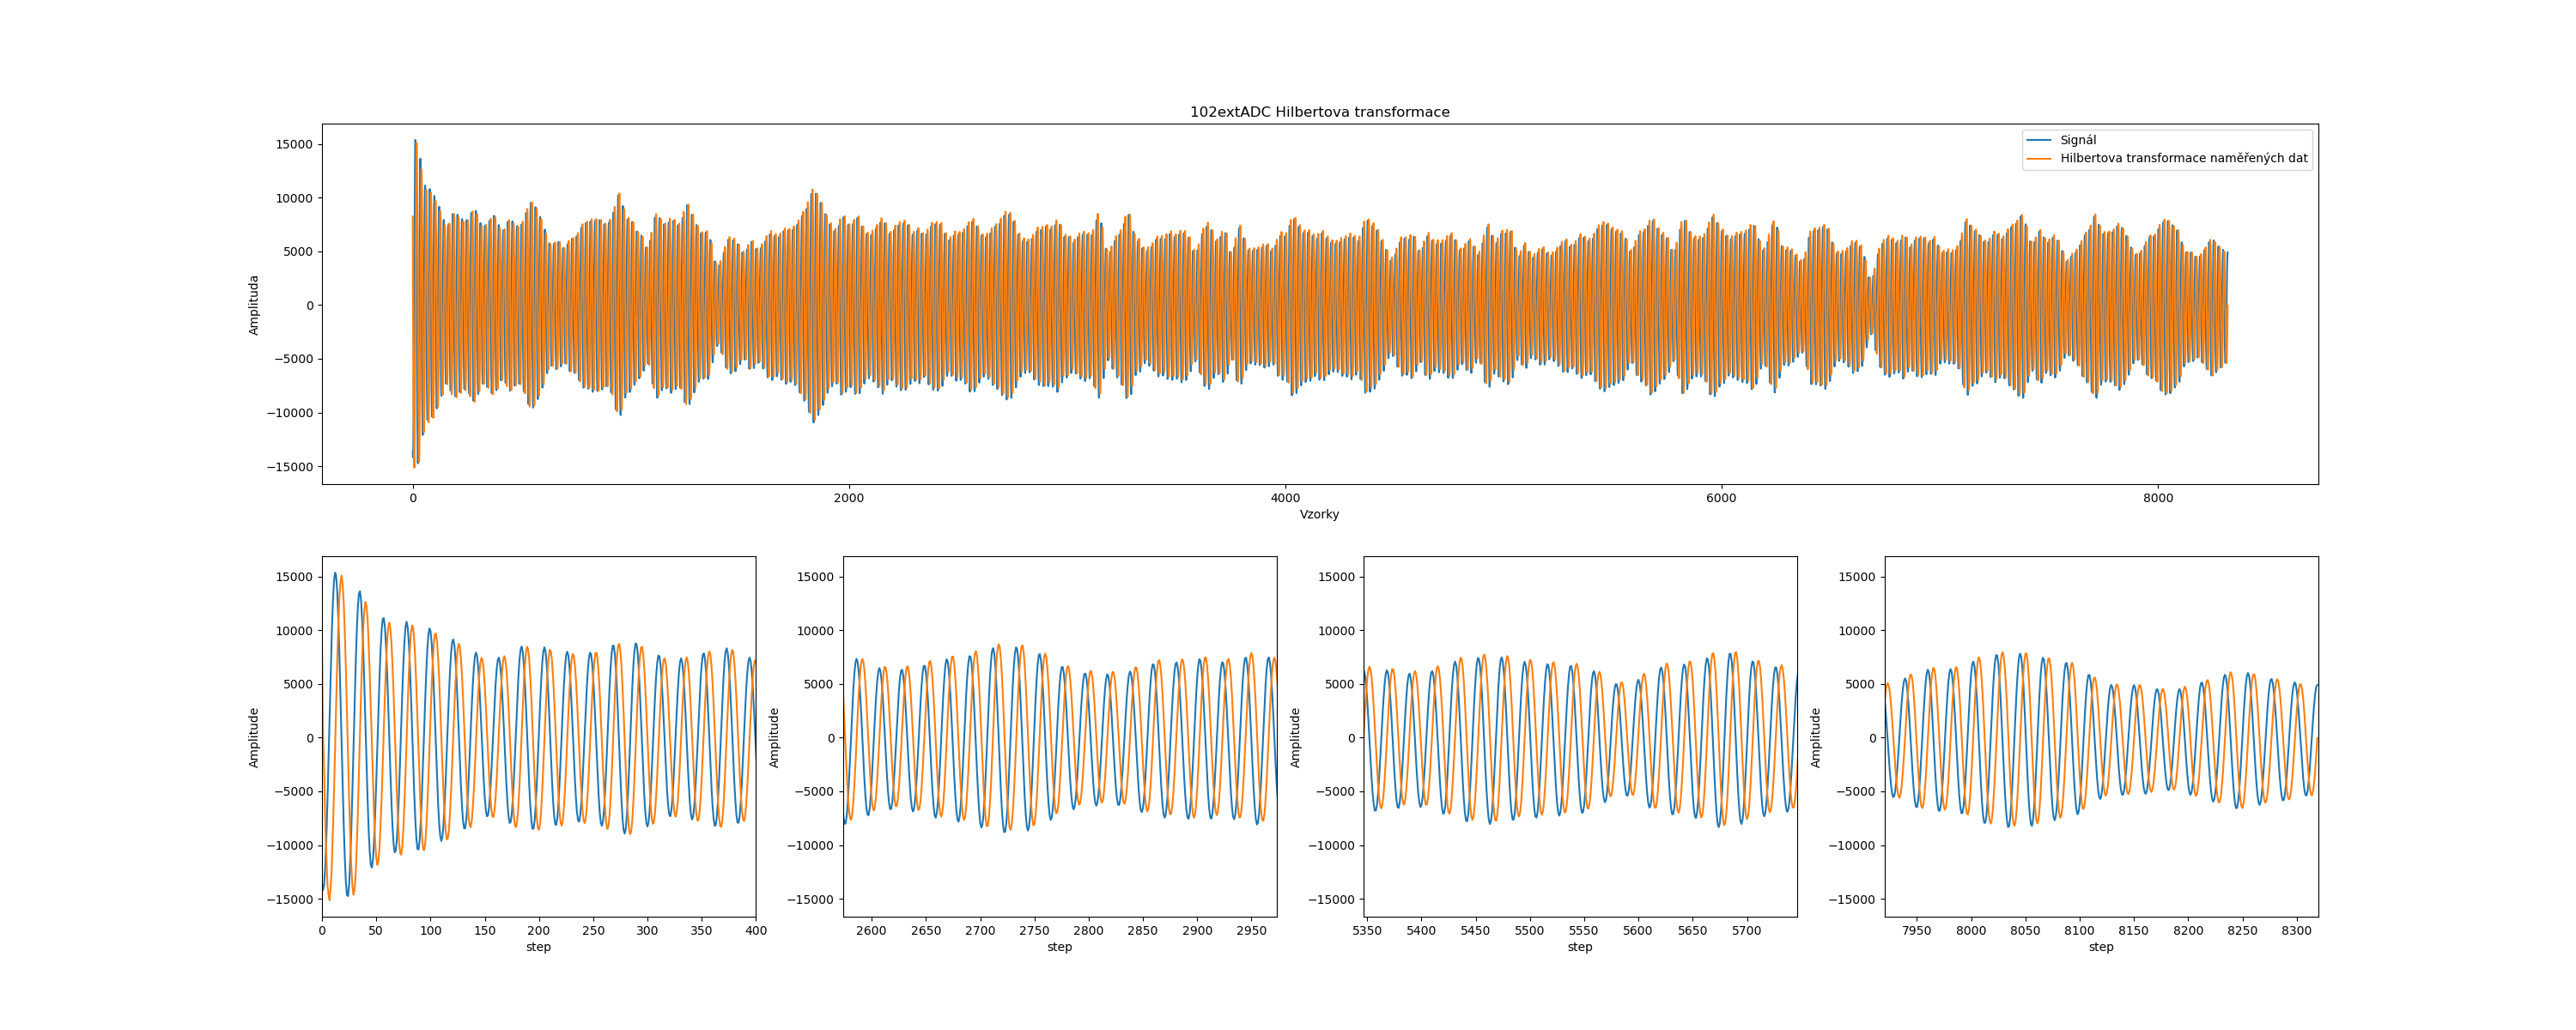 102extADC Hilbertova transformace
Signál
Hilbertova transformace naměřených dat
15000
10000
5000
0
−5000
−10000
−15000
Amplituda
0 2000 4000 6000 8000
Vzorky
15000
10000
5000
0
−5000
−10000
−15000
Amplitude
0 50 100 150 200 250 300 350 400
step
15000
10000
5000
0
−5000
−10000
−15000
Amplitude
2600 2650 2700 2750 2800 2850 2900 2950
step
15000
10000
5000
0
−5000
−10000
−15000
Amplitude
5350 5400 5450 5500 5550 5600 5650 5700
step
15000
10000
5000
0
−5000
−10000
−15000
Amplitude
7950 8000 8050 8100 8150 8200 8250 8300
step